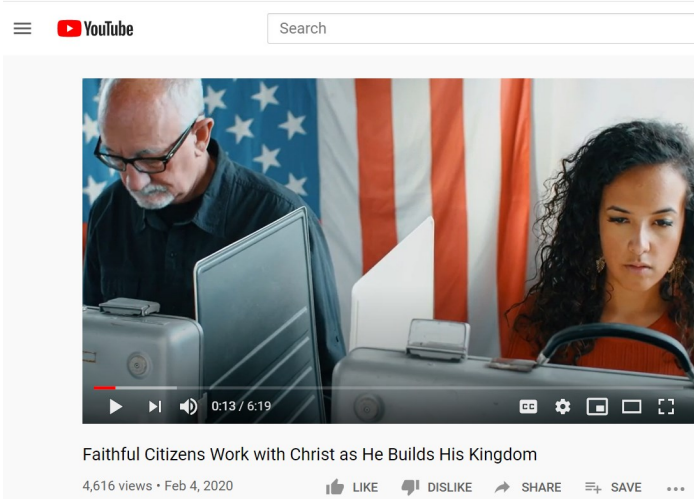 YouTube
Search
0:13 / 6:19
CC
Faithful Citizens Work with Christ as He Builds His Kingdom
4,616 views • Feb 4, 2020
LIKE
DISLIKE
SHARE
SAVE